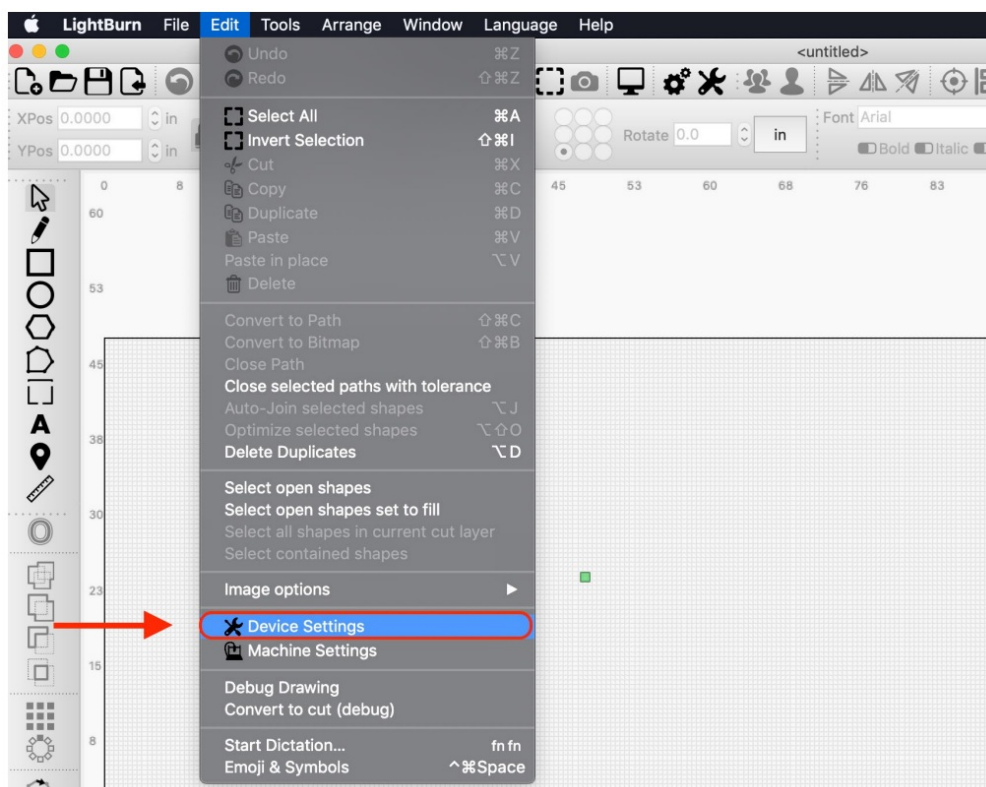 LightBurn File Edit Tools Arrange Window Language Help
<untitled>
XPos 0.0000 in
YPos 0.0000 in
Rotate 0.0 in
Font Arial
Bold Italic
Undo ⌘Z
Redo ⇧⌘Z
Select All ⌘A
Invert Selection ⇧⌘I
Cut ⌘X
Copy ⌘C
Duplicate ⌘D
Paste ⌘V
Paste in place ⌥V
Delete
Convert to Path ⇧⌘C
Convert to Bitmap ⇧⌘B
Close Path
Close selected paths with tolerance
Auto-Join selected shapes ⌥J
Optimize selected shapes ⌥⇧O
Delete Duplicates ⌥D
Select open shapes
Select open shapes set to fill
Select all shapes in current cut layer
Select contained shapes
Image options ▶
Device Settings
Machine Settings
Debug Drawing
Convert to cut (debug)
Start Dictation... fn fn
Emoji & Symbols ^⌘Space
0 8 45 53 60 68 76 83
60
53
45
38
30
23
15
8
A